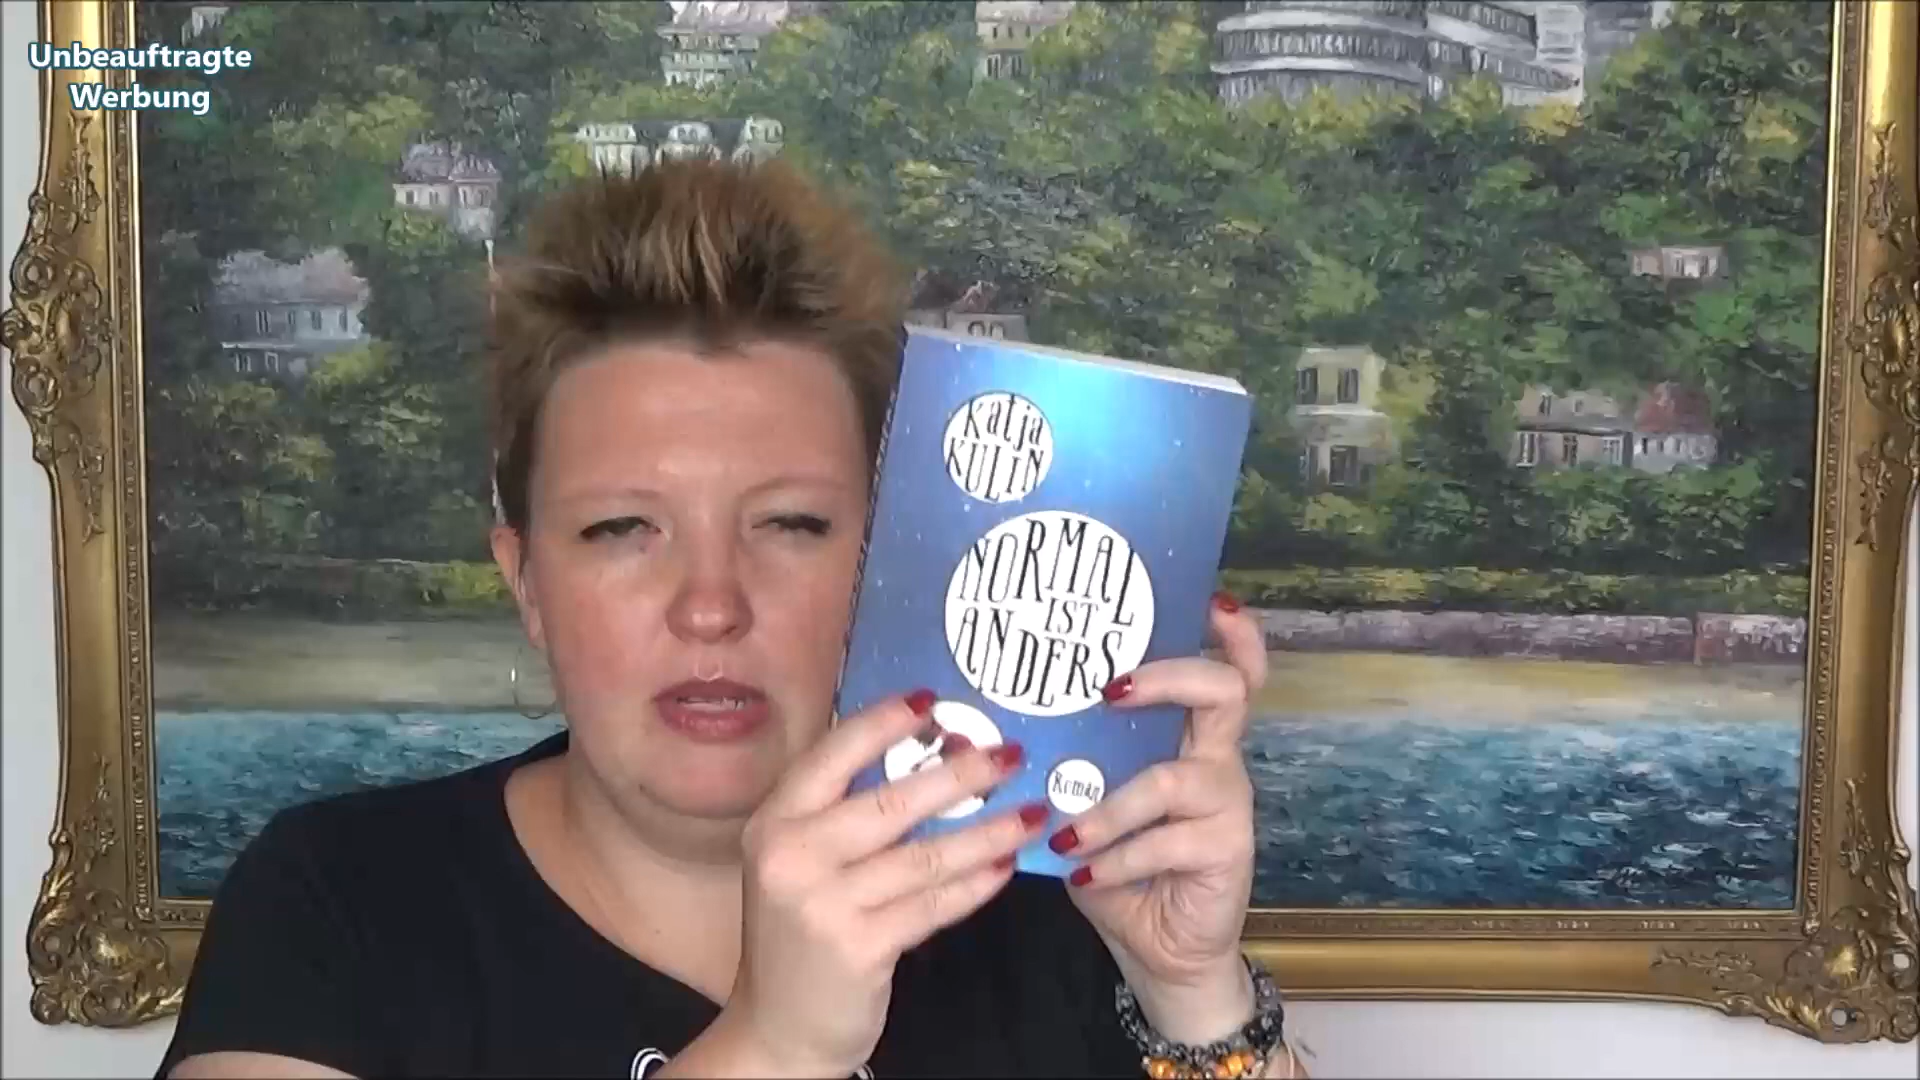 Unbeauftragte
Werbung
Katja
KULIN
NORMAL
IST
ANDERS
Roman